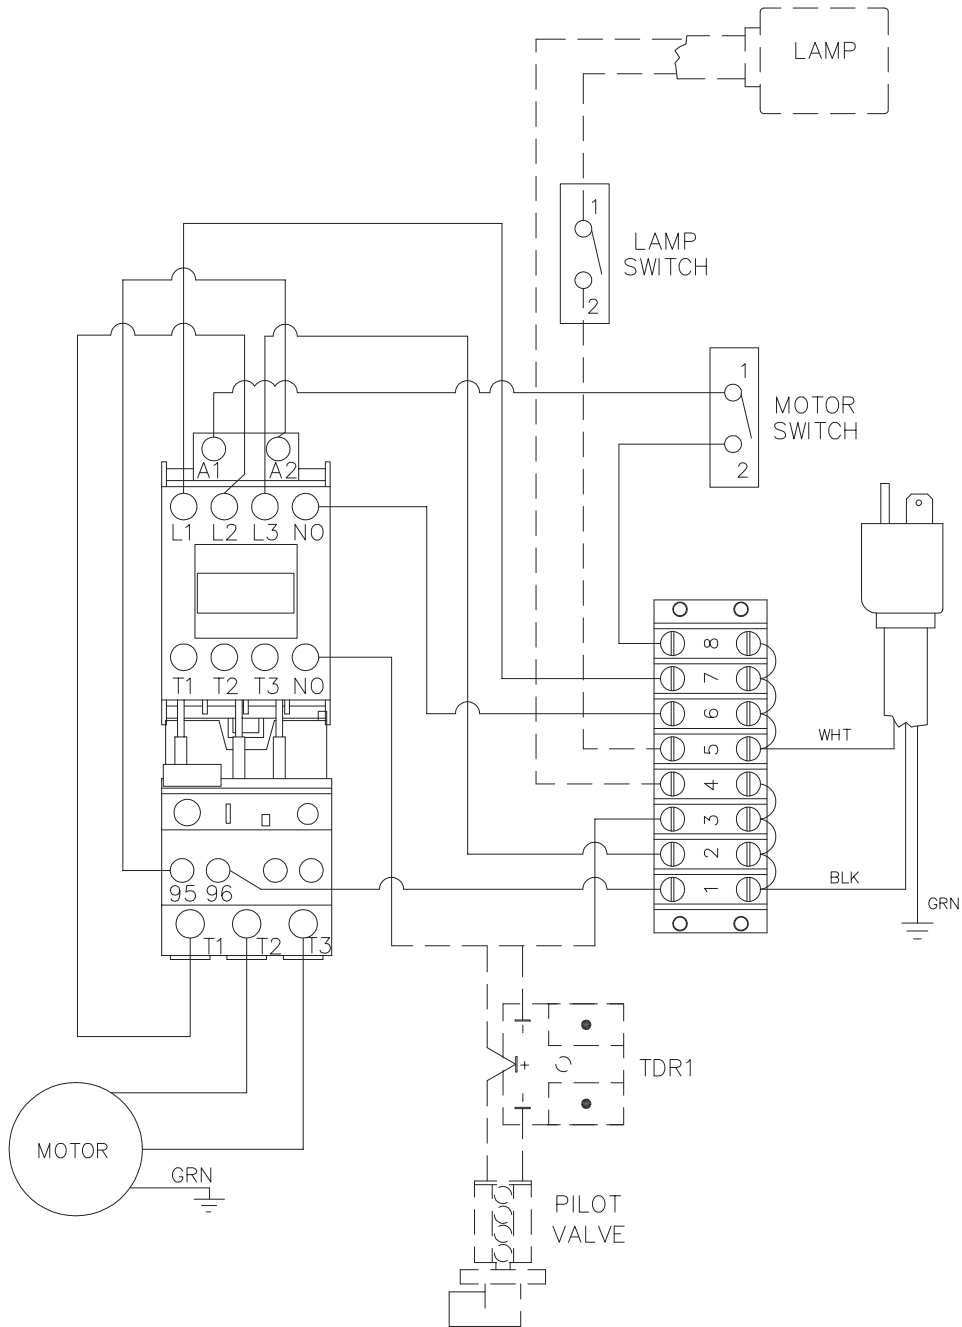 LAMP
1
LAMP
SWITCH
2
1
MOTOR
SWITCH
2
A1 A2
L1 L2 L3 NO
T1 T2 T3 NO
8
7
6
5
4
3
2
1
WHT
BLK
GRN
95 96
T1 T2 T3
TDR1
MOTOR
GRN
PILOT
VALVE